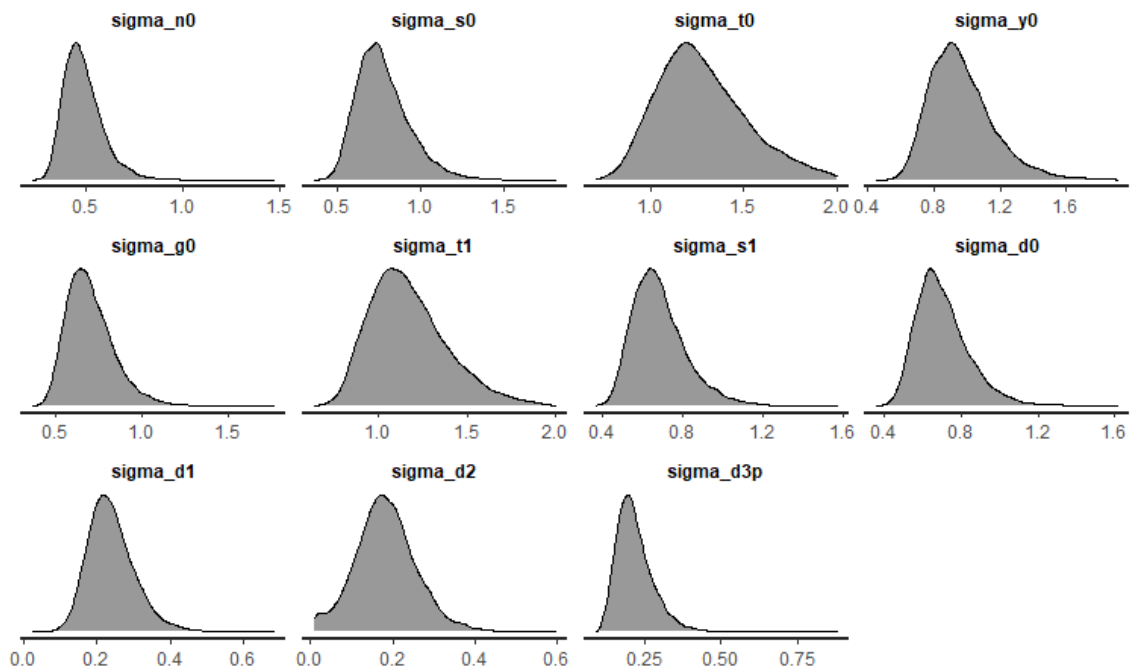 sigma_n0 sigma_s0 sigma_t0 sigma_y0
0.5 1.0 1.5 0.5 1.0 1.5 1.0 1.5 2.0 0.4 0.8 1.2 1.6
sigma_g0 sigma_t1 sigma_s1 sigma_d0
0.5 1.0 1.5 1.0 1.5 2.0 0.4 0.8 1.2 1.6 0.4 0.8 1.2 1.6
sigma_d1 sigma_d2 sigma_d3p
0.0 0.2 0.4 0.6 0.0 0.2 0.4 0.6 0.25 0.50 0.75